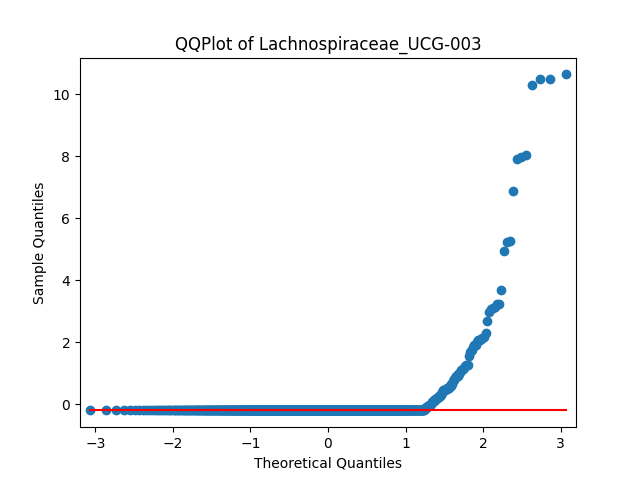 QQPlot of Lachnospiraceae_UCG-003
10
8
6
4
2
0
Sample Quantiles
−3 −2 −1 0 1 2 3
Theoretical Quantiles